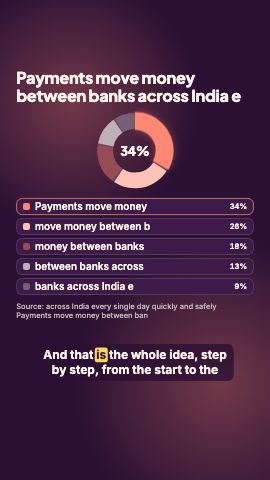 Payments move money
between banks across India e
34%
Payments move money 34%
move money between b 26%
money between banks 18%
between banks across 13%
banks across India e 9%
Source: across India every single day quickly and safely
Payments move money between ban
And that is the whole idea, step
by step, from the start to the